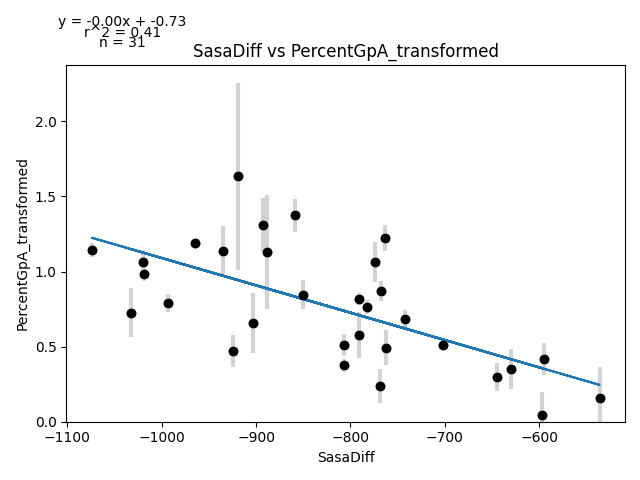 y = -0.00x + -0.73
r^2 = 0.41
n = 31
SasaDiff vs PercentGpA_transformed
PercentGpA_transformed
2.0
1.5
1.0
0.5
0.0
−1100
−1000
−900
−800
−700
−600
SasaDiff